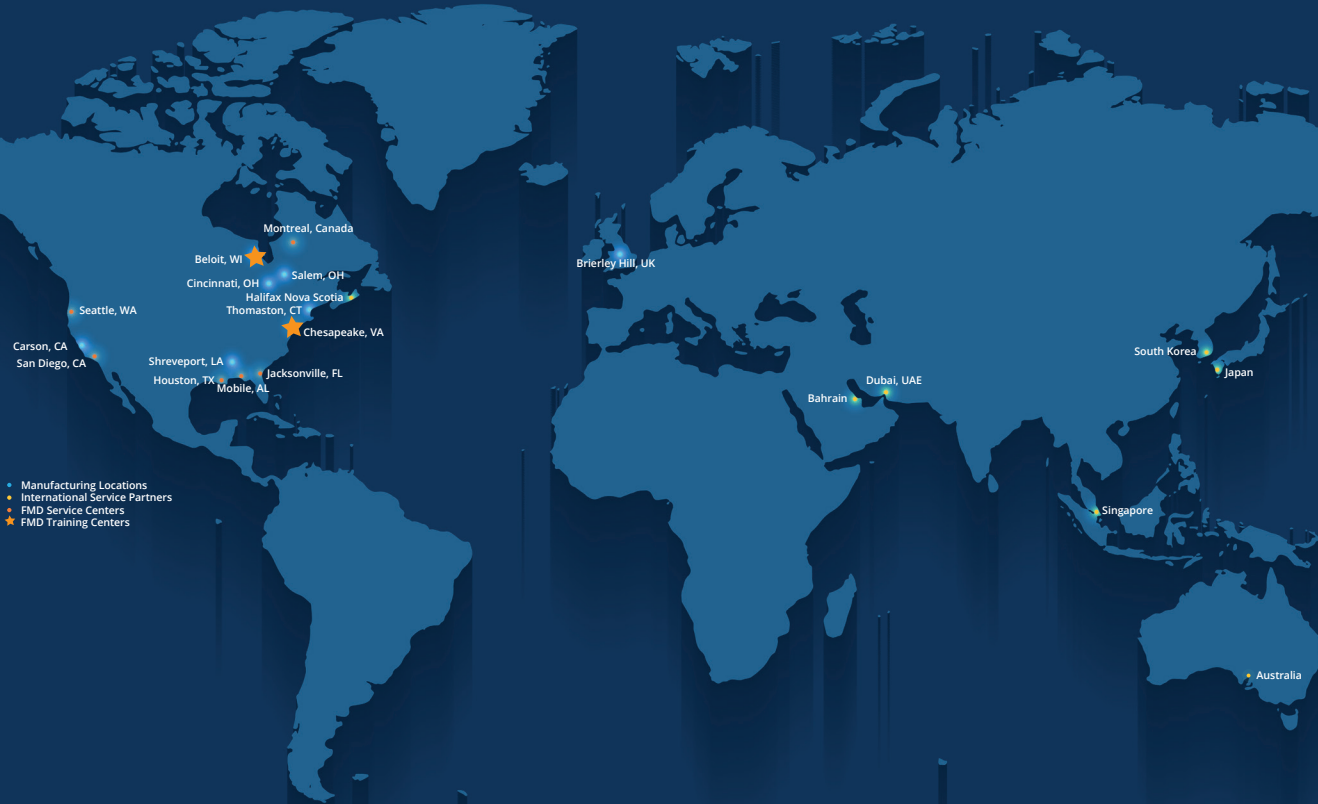 Montreal, Canada
Beloit, WI
Salem, OH
Cincinnati, OH
Halifax Nova Scotia
Thomaston, CT
Seattle, WA
Chesapeake, VA
Carson, CA
San Diego, CA
Shreveport, LA
Houston, TX
Jacksonville, FL
Mobile, AL
Brierley Hill, UK
South Korea
Japan
Dubai, UAE
Bahrain
Singapore
Australia
Manufacturing Locations
International Service Partners
FMD Service Centers
FMD Training Centers